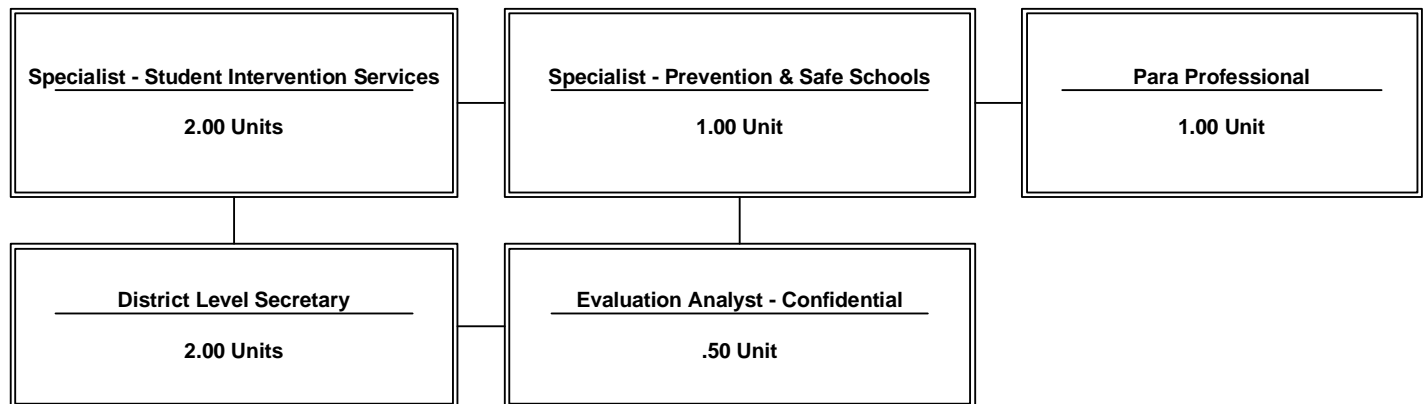 Specialist - Student Intervention Services
2.00 Units
Specialist - Prevention & Safe Schools
1.00 Unit
Para Professional
1.00 Unit
District Level Secretary
2.00 Units
Evaluation Analyst - Confidential
.50 Unit